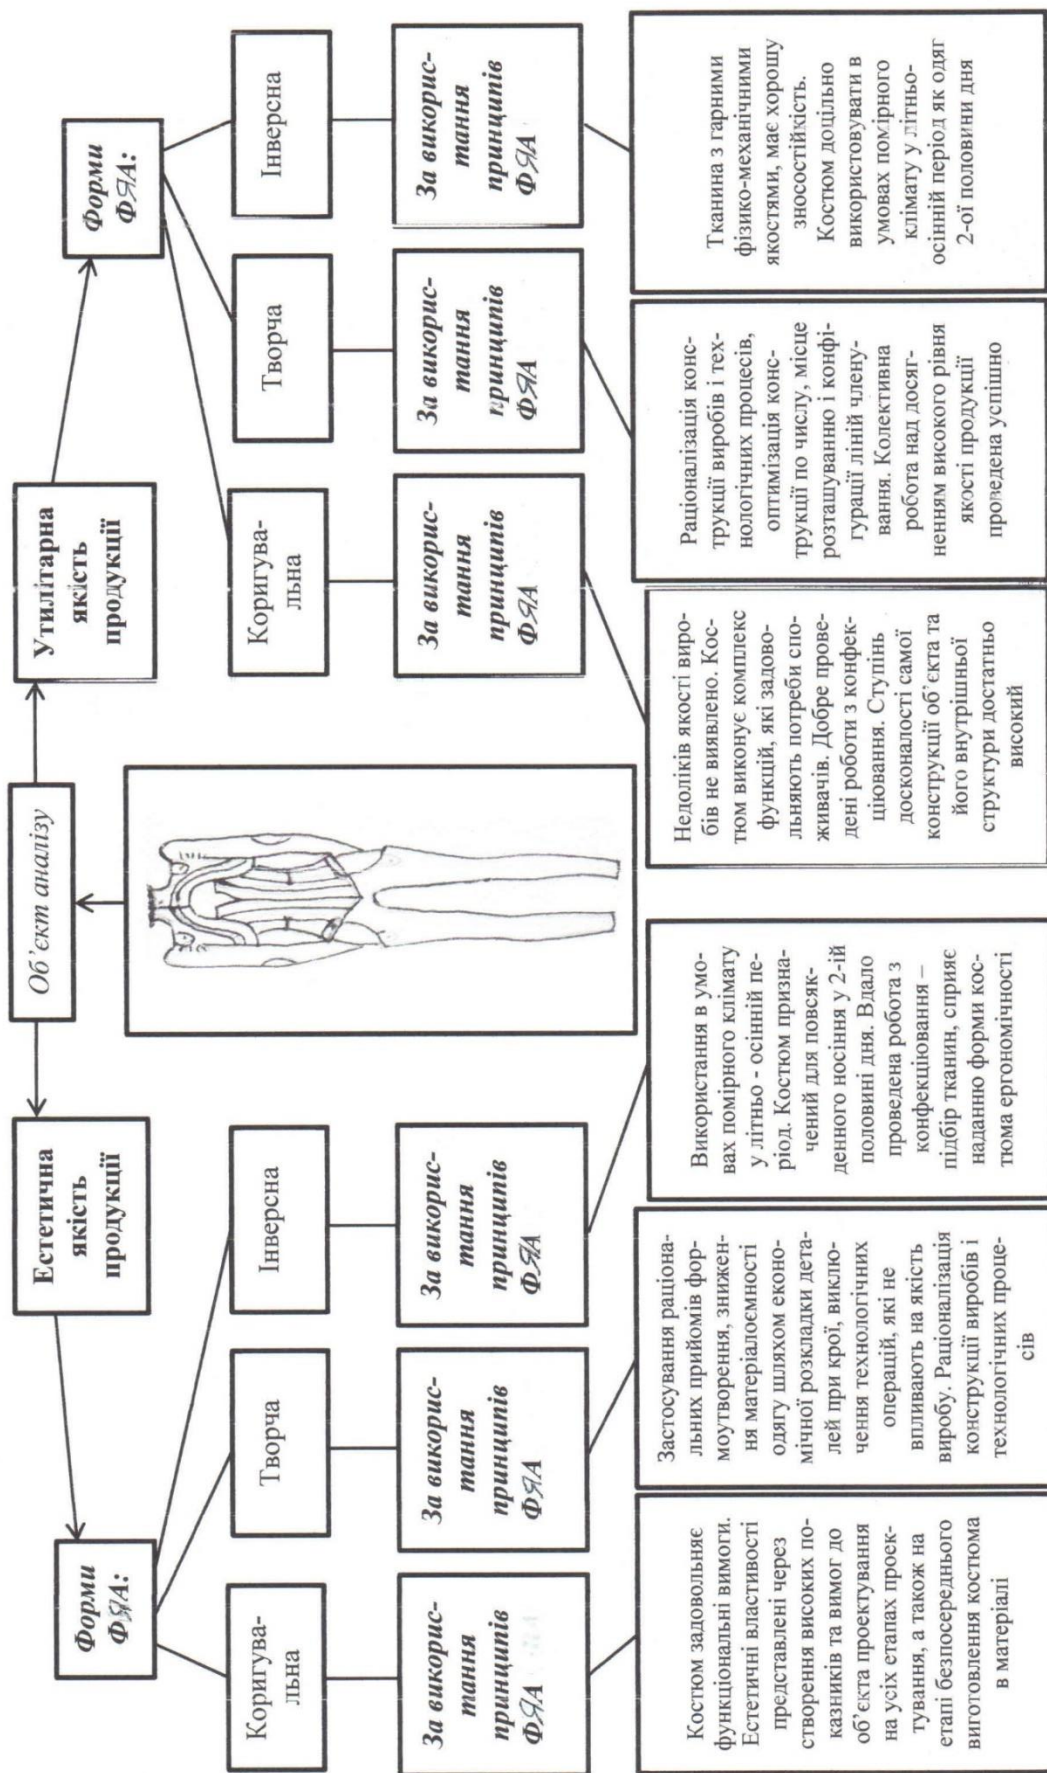 Об’єкт аналізу
Естетична
якість
продукції
Утилітарна
якість
продукції
Форми
ФЯА:
Форми
ФЯА:
Коригува-
льна
Творча
Інверсна
Коригува-
льна
Творча
Інверсна
За викорис-
тання
принципів
ФЯА
За викорис-
тання
принципів
ФЯА
За викорис-
тання
принципів
ФЯА
За викорис-
тання
принципів
ФЯА
За викорис-
тання
принципів
ФЯА
За викорис-
тання
принципів
ФЯА
Костюм задовольняє
функціональні вимоги.
Естетичні властивості
представлені через
створення високих по-
казників та вимог до
об’єкта проектування
на усіх етапах проек-
тування, а також на
етапі безпосереднього
виготовлення костюма
в матеріалі
Застосування раціона-
льних прийомів фор-
моутворення, знижен-
ня матеріалоємності
одягу шляхом еконо-
мічної розкладки дета-
лей при крої, виклю-
чення технологічних
операцій, які не
впливають на якість
виробу. Раціоналізація
конструкції виробів і
технологічних проце-
сів
Використання в умо-
вах помірного клімату
у літньо - осінній пе-
ріод. Костюм призна-
чений для повсяк-
денного носіння у 2-ій
половині дня. Вдало
проведена робота з
конфекціювання –
підбір тканин, сприяє
наданню форми кос-
тюма ергономічності
Недоліків якості виро-
бів не виявлено. Кос-
тюм виконує комплекс
функцій, які задово-
льняють потреби спо-
живачів. Добре прове-
дені роботи з конфек-
ціювання. Ступінь
досконалості самої
конструкції об’єкта та
його внутрішньої
структури достатньо
високий
Раціоналізація конс-
трукції виробів і тех-
нологічних процесів,
оптимізація конс-
трукції по числу, місце
розташуванню і конфі-
гурації ліній члену-
вання. Колективна
робота над досяг-
ненням високого рівня
якості продукції
проведена успішно
Тканина з гарними
фізико-механічними
якостями, має хорошу
зносостійкість.
Костюм доцільно
використовувати в
умовах помірного
клімату у літньо-
осінній період як одяг
2-ої половини дня